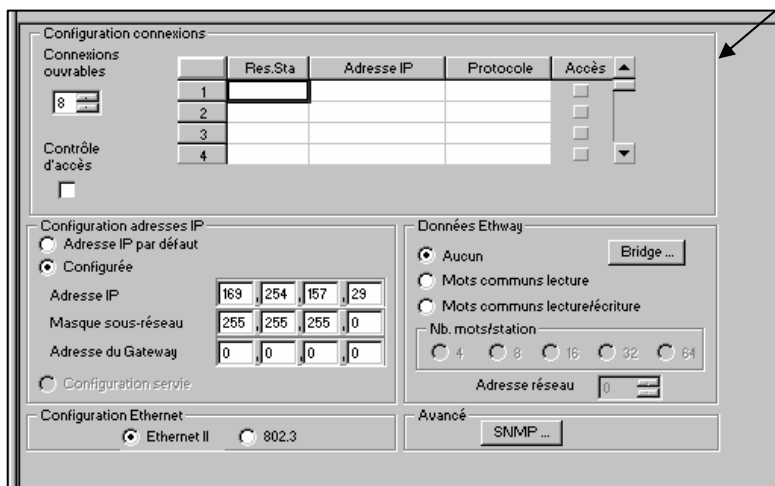 Configuration connexions
Connexions
ouvrables
8
Contrôle
d'accès
Res.Sta Adresse IP Protocole Accès
1
2
3
4
Configuration adresses IP
Adresse IP par défaut
Configurée
Adresse IP 169 . 254 . 157 . 29
Masque sous-réseau 255 . 255 . 255 . 0
Adresse du Gateway 0 . 0 . 0 . 0
Configuration servie
Données Ethway
Aucun Bridge ...
Mots communs lecture
Mots communs lecture/écriture
Nb. mots/station
4 8 16 32 64
Adresse réseau 0
Configuration Ethernet
Ethernet II 802.3
Avancé
SNMP ...